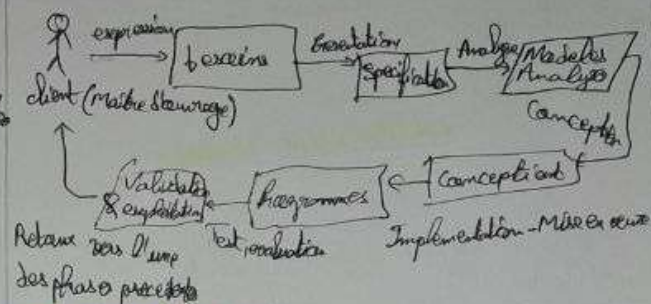 expression
besoins
Présentation
Spécification
Analyse
Modèles
Analyse
client (Maître d'ouvrage)
Conception
Validation
& exploitation
Programmes
Conception
Retour vers l'une
des phases précédentes
Test, évaluation
Implémentation - Mise en œuvre